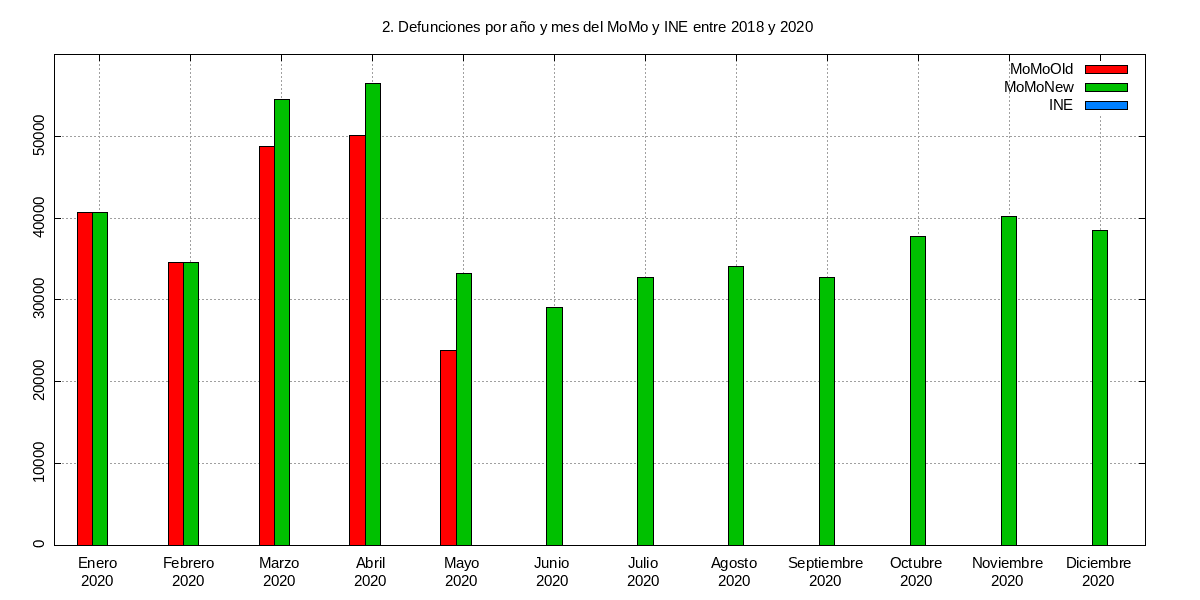 2. Defunciones por año y mes del MoMo y INE entre 2018 y 2020
MoMoOld
MoMoNew
INE
50000
40000
30000
20000
10000
0
Enero Febrero Marzo Abril Mayo Junio Julio Agosto Septiembre Octubre Noviembre Diciembre
2020 2020 2020 2020 2020 2020 2020 2020 2020 2020 2020 2020